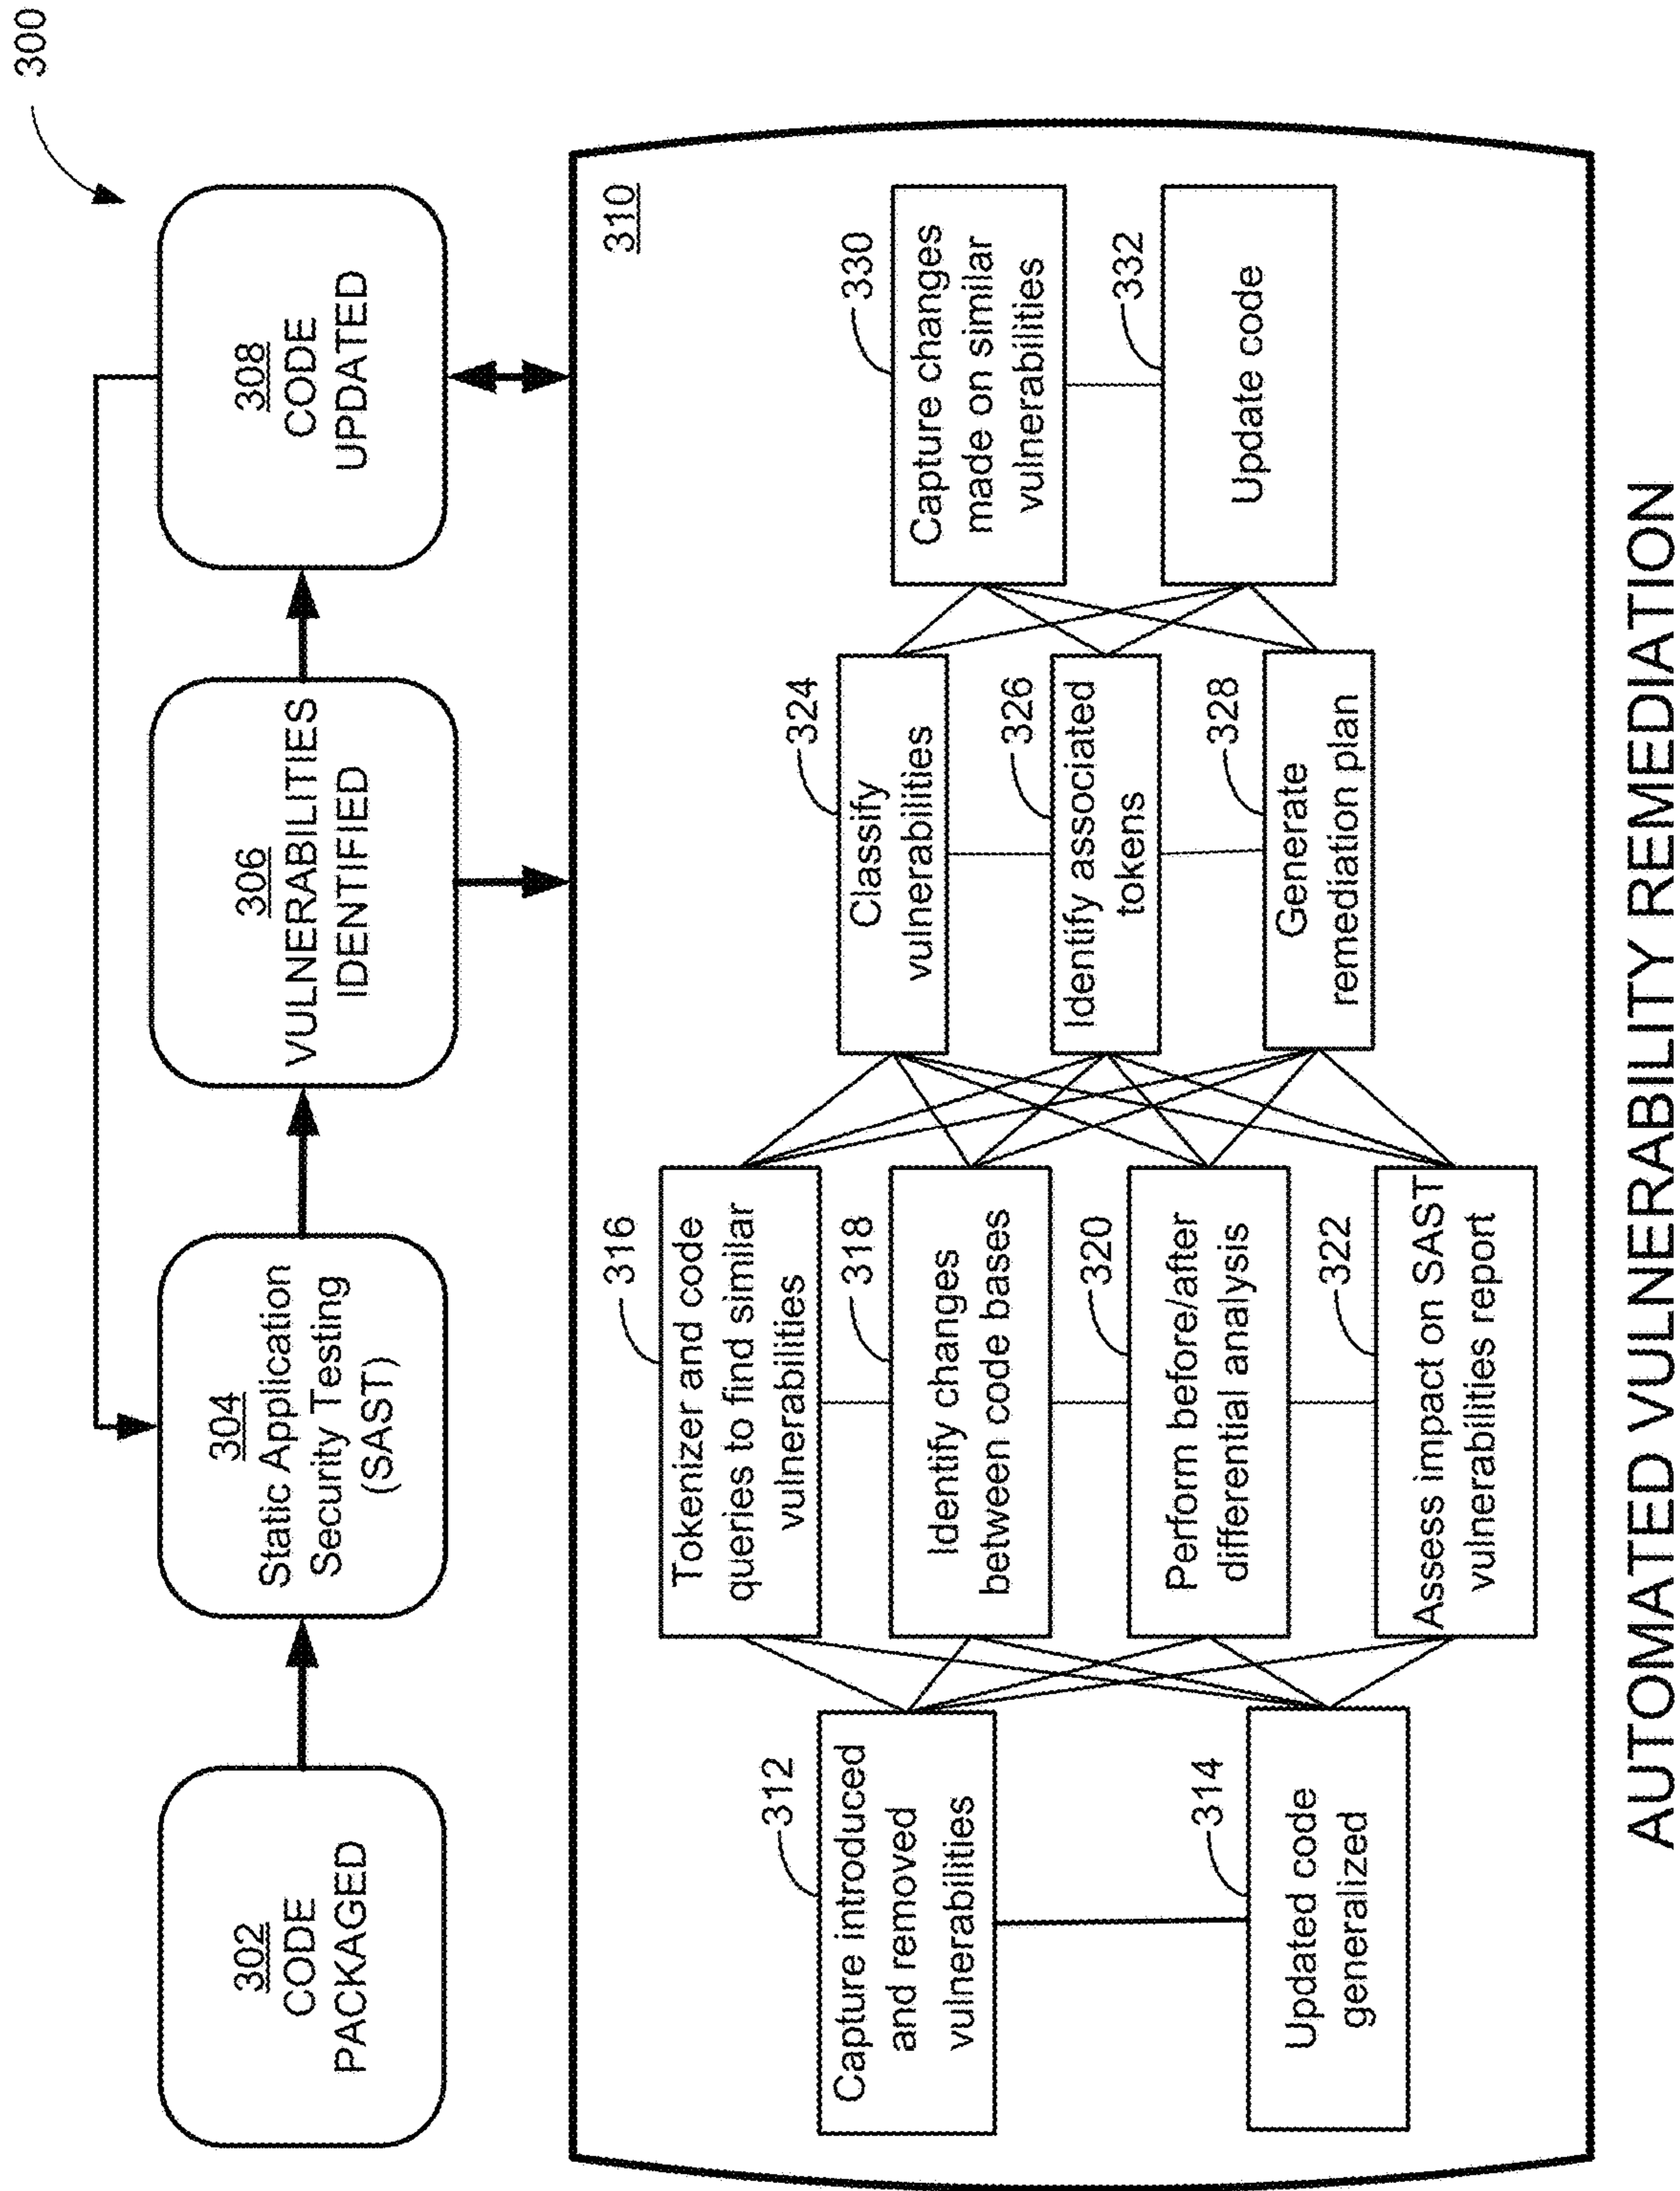 300
302
CODE
PACKAGED
304
Static Application
Security Testing
(SAST)
306
VULNERABILITIES
IDENTIFIED
308
CODE
UPDATED
310
312
Capture introduced
and removed
vulnerabilities
314
Updated code
generalized
316
Tokenizer and code
queries to find similar
vulnerabilities
318
Identify changes
between code bases
320
Perform before/after
differential analysis
322
Assess impact on SAST
vulnerabilities report
324
Classify
vulnerabilities
326
Identify associated
tokens
328
Generate
remediation plan
330
Capture changes
made on similar
vulnerabilities
332
Update code
AUTOMATED VULNERABILITY REMEDIATION